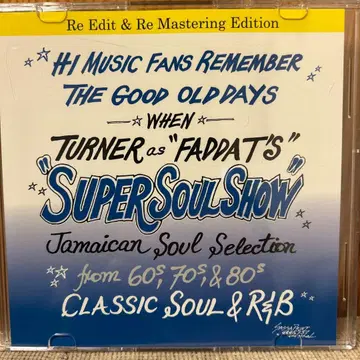 Re Edit & Re Mastering Edition
HI MUSIC FANS REMEMBER
THE GOOD OLD DAYS
WHEN
TURNER as "FADDAT'S"
"SUPER SOUL SHOW"
Jamaican Soul Selection
from 60s, 70s, & 80s
CLASSIC SOUL & R&B